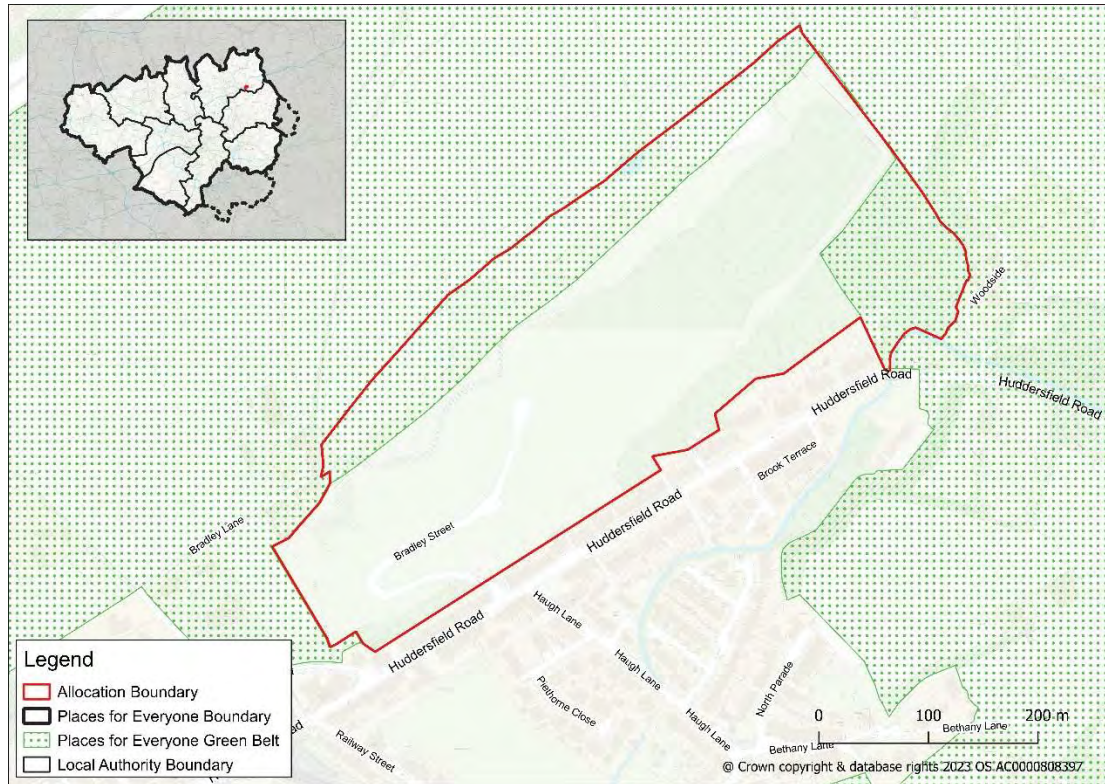 Woodside
Huddersfield Road
Huddersfield Road
Brook Terrace
Huddersfield Road
Bradley Lane
Bradley Street
Haugh Lane
Huddersfield Road
Haugh Lane
Piethorne Close
North Parade
Haugh Lane
Railway Street
Bethany Lane
Bethany Lane
Legend
Allocation Boundary
Places for Everyone Boundary
Places for Everyone Green Belt
Local Authority Boundary
0 100 200 m
© Crown copyright & database rights 2023 OS AC0000808397.